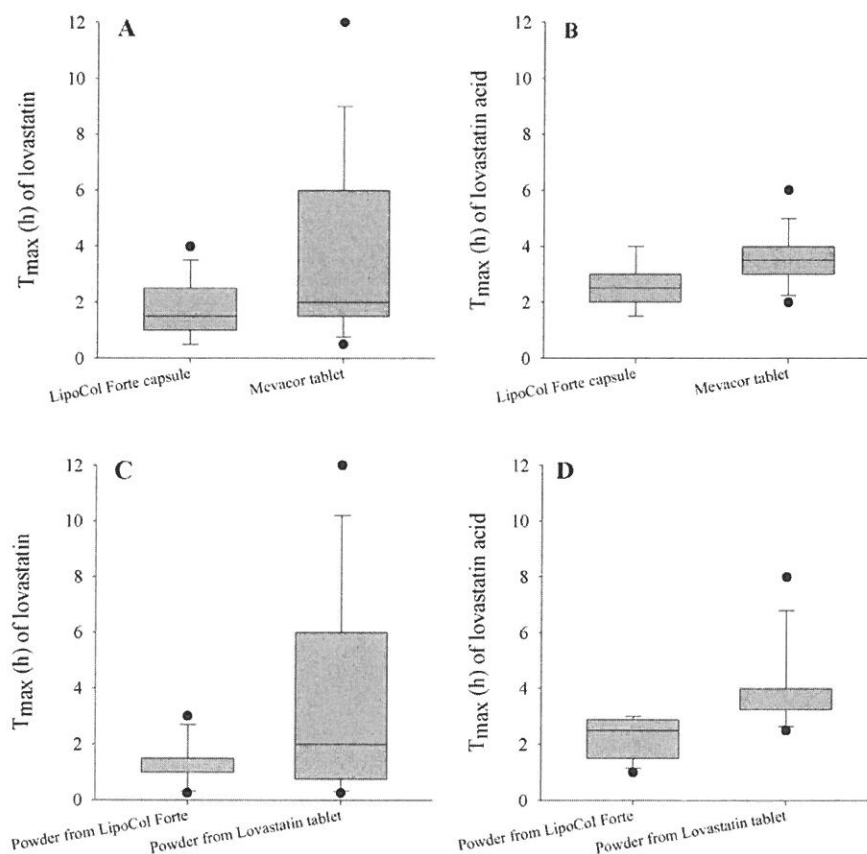 A
Tmax (h) of lovastatin
12
10
8
6
4
2
0
LipoCol Forte capsule
Mevacor tablet
B
Tmax (h) of lovastatin acid
12
10
8
6
4
2
0
LipoCol Forte capsule
Mevacor tablet
C
Tmax (h) of lovastatin
12
10
8
6
4
2
0
Powder from LipoCol Forte
Powder from Lovastatin tablet
D
Tmax (h) of lovastatin acid
12
10
8
6
4
2
0
Powder from LipoCol Forte
Powder from Lovastatin tablet